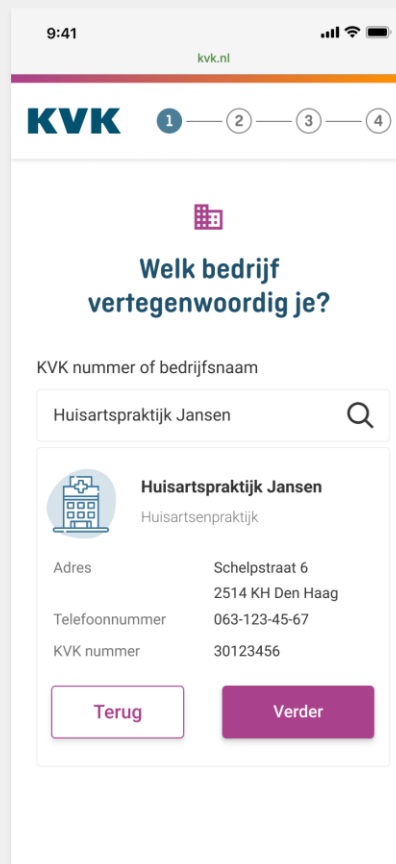 9:41
kvk.nl
KVK 1 2 3 4
Welk bedrijf
vertegenwoordig je?
KVK nummer of bedrijfsnaam
Huisartspraktijk Jansen
Huisartspraktijk Jansen
Huisartsenpraktijk
Adres Schelpstraat 6
2514 KH Den Haag
Telefoonnummer 063-123-45-67
KVK nummer 30123456
Terug Verder